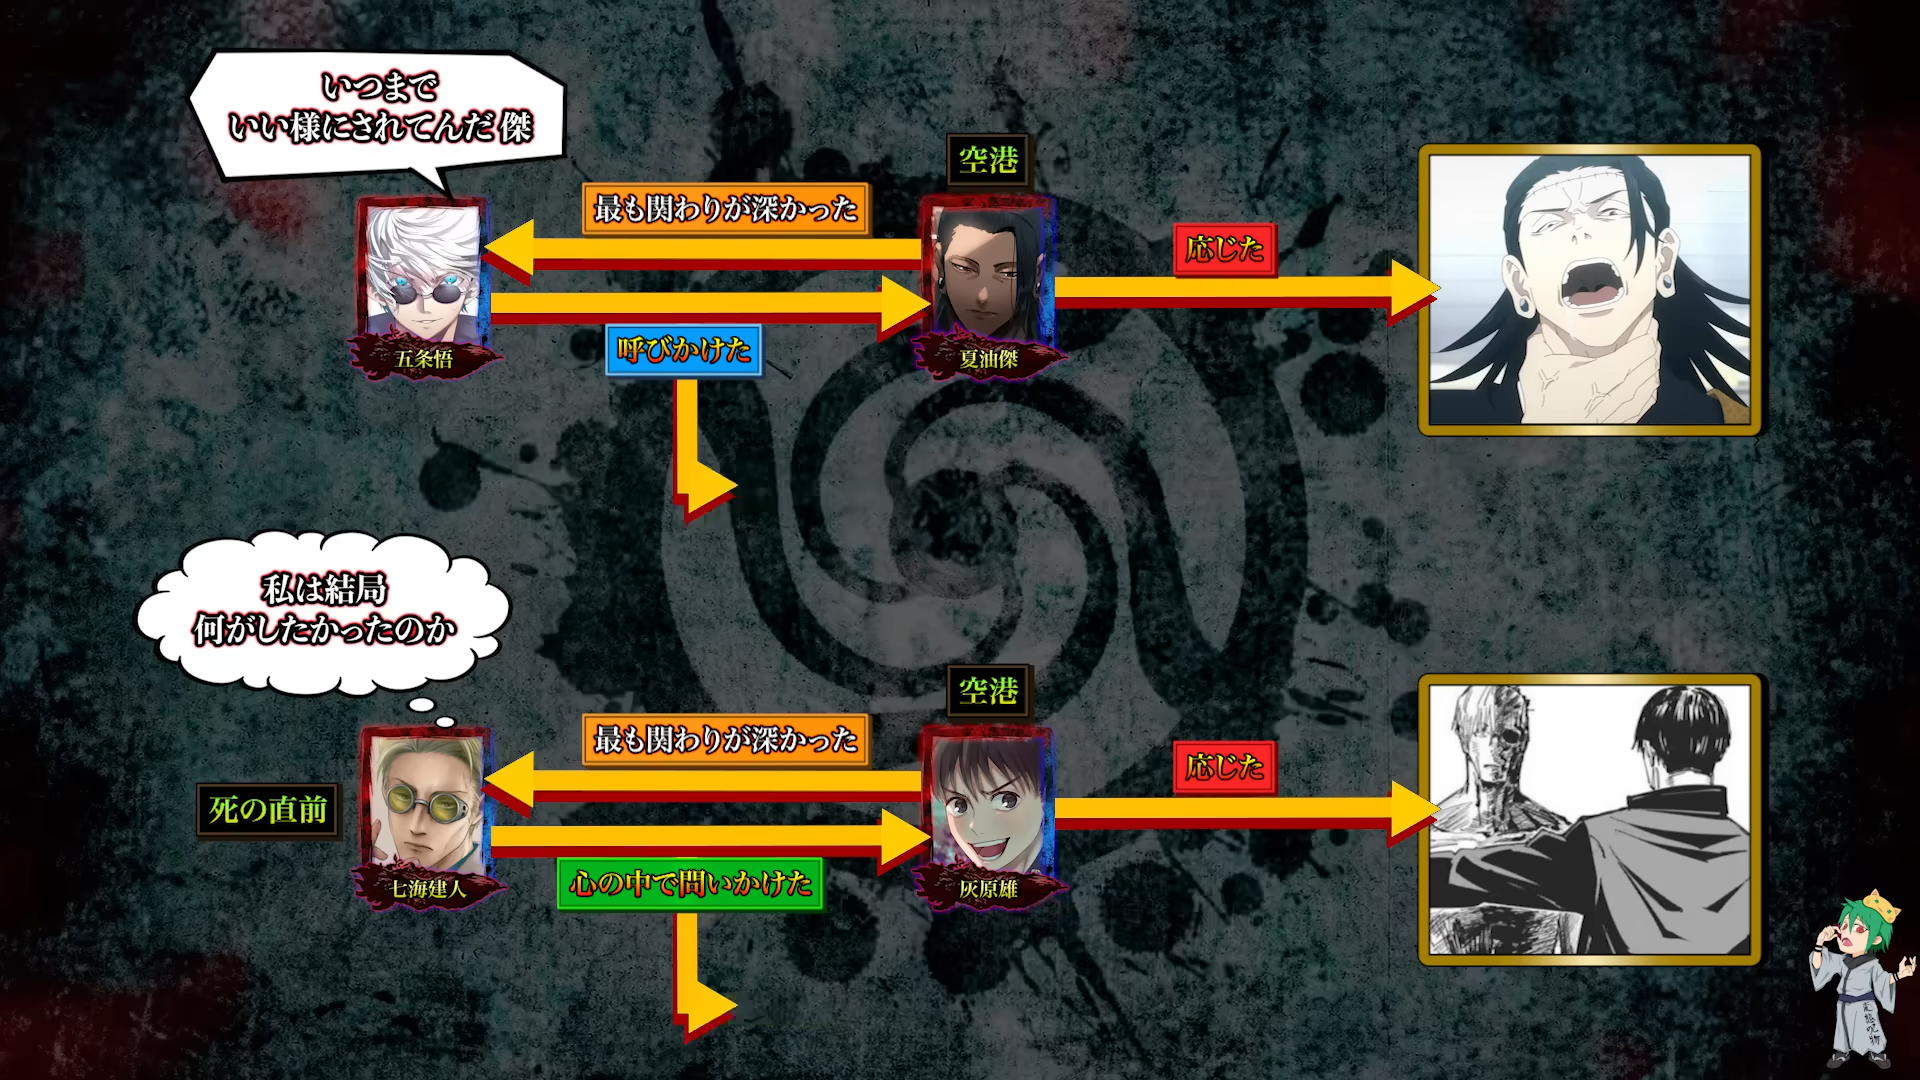 いつまで
いい様にされてんだ 傑
空港
最も関わりが深かった
応じた
呼びかけた
五条悟
夏油傑
私は結局
何がしたかったのか
空港
最も関わりが深かった
応じた
死の直前
心の中で問いかけた
七海建人
灰原雄
変態呪物